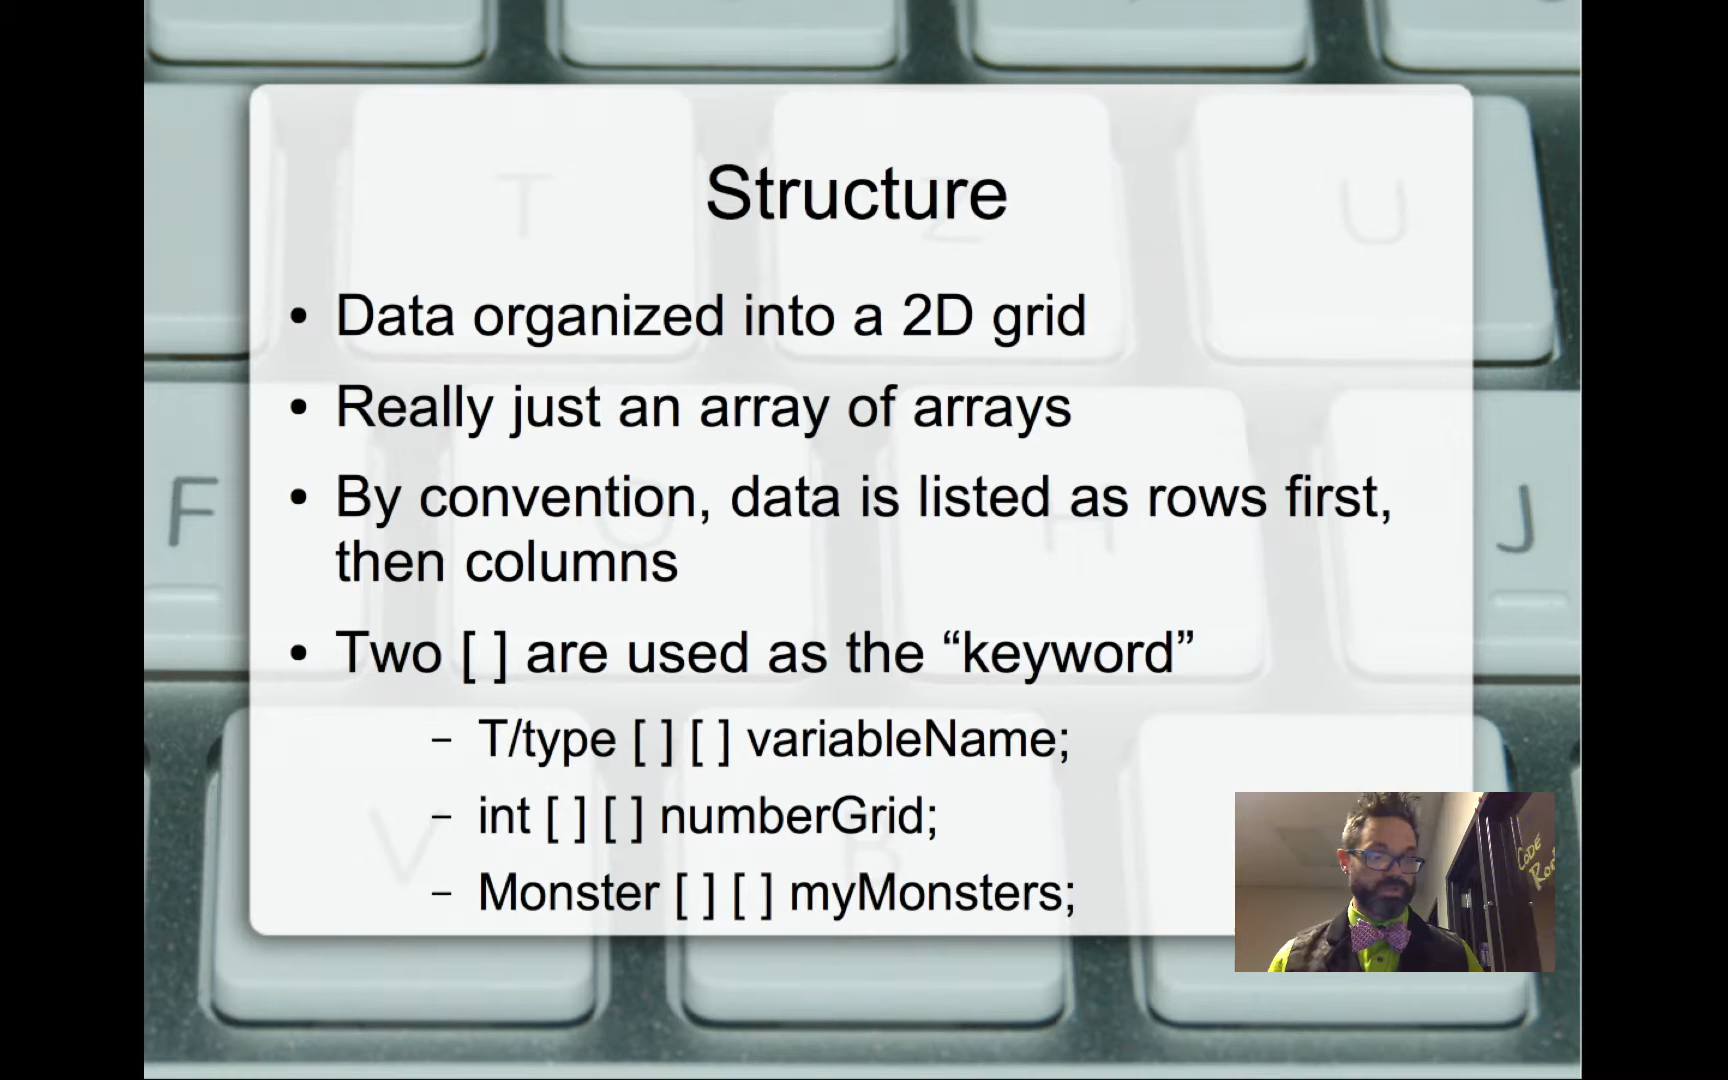 Structure
• Data organized into a 2D grid
• Really just an array of arrays
• By convention, data is listed as rows first,
then columns
• Two [ ] are used as the “keyword”
– T/type [ ] [ ] variableName;
– int [ ] [ ] numberGrid;
– Monster [ ] [ ] myMonsters;
T
Z
U
F
G
H
J
V
B
CODE